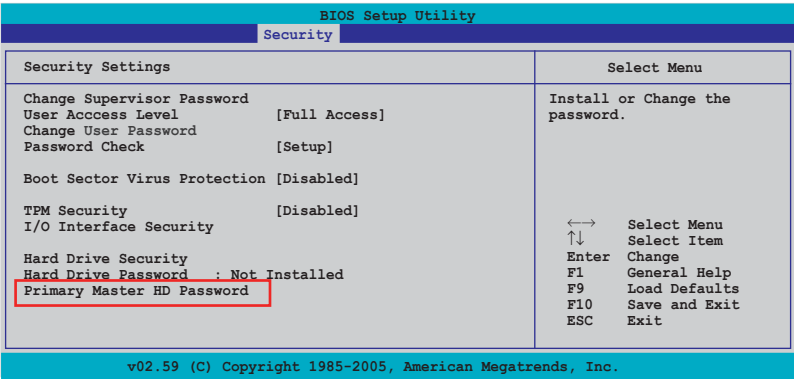 BIOS Setup Utility
Security
Security Settings
Change Supervisor Password
User Acccess Level [Full Access]
Change User Password
Password Check [Setup]
Boot Sector Virus Protection [Disabled]
TPM Security [Disabled]
I/O Interface Security
Hard Drive Security
Hard Drive Password : Not Installed
Primary Master HD Password
Select Menu
Install or Change the
password.
←→ Select Menu
↑↓ Select Item
Enter Change
F1 General Help
F9 Load Defaults
F10 Save and Exit
ESC Exit
v02.59 (C) Copyright 1985-2005, American Megatrends, Inc.